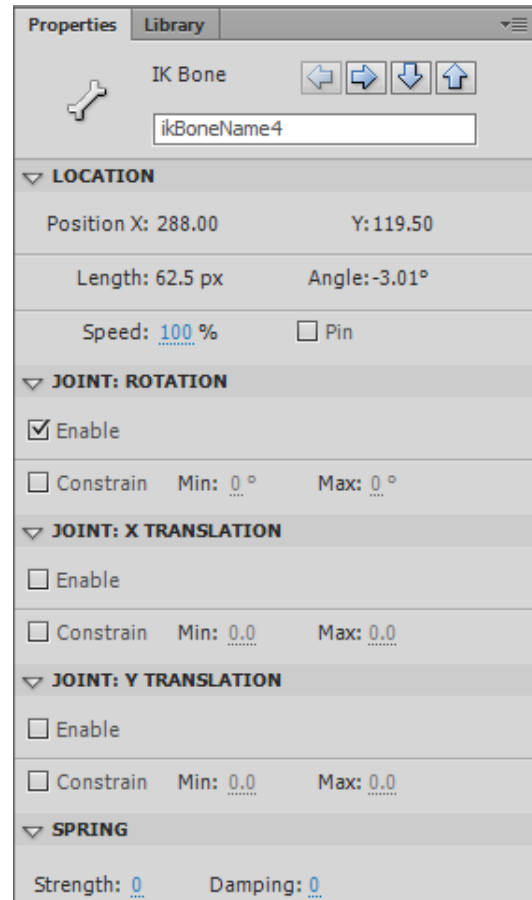 Properties Library
IK Bone
ikBoneName4
LOCATION
Position X: 288.00 Y: 119.50
Length: 62.5 px Angle: -3.01°
Speed: 100 % Pin
JOINT: ROTATION
Enable
Constrain Min: 0 ° Max: 0 °
JOINT: X TRANSLATION
Enable
Constrain Min: 0.0 Max: 0.0
JOINT: Y TRANSLATION
Enable
Constrain Min: 0.0 Max: 0.0
SPRING
Strength: 0 Damping: 0